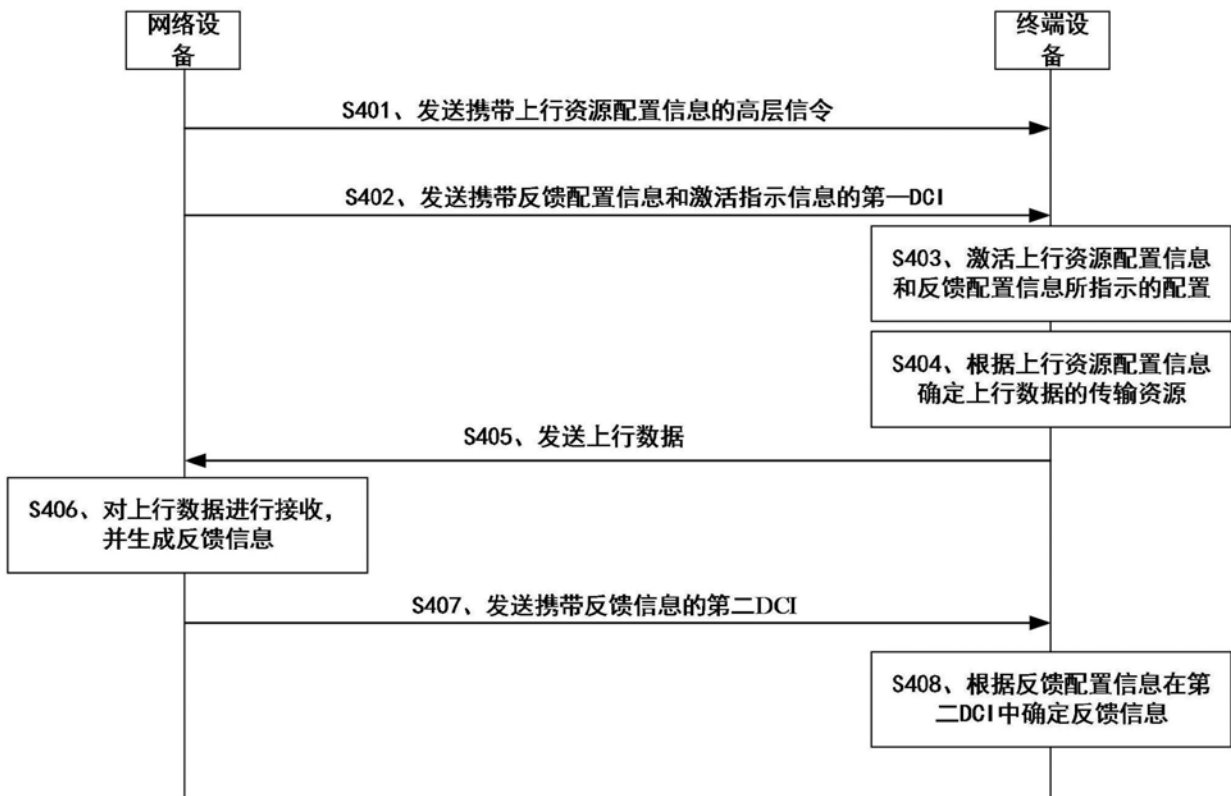 网络设
备
终端设
备
S401、发送携带上行资源配置信息的高层信令
S402、发送携带反馈配置信息和激活指示信息的第一DCI
S403、激活上行资源配置信息
和反馈配置信息所指示的配置
S404、根据上行资源配置信息
确定上行数据的传输资源
S405、发送上行数据
S406、对上行数据进行接收，
并生成反馈信息
S407、发送携带反馈信息的第二DCI
S408、根据反馈配置信息在第
二DCI中确定反馈信息